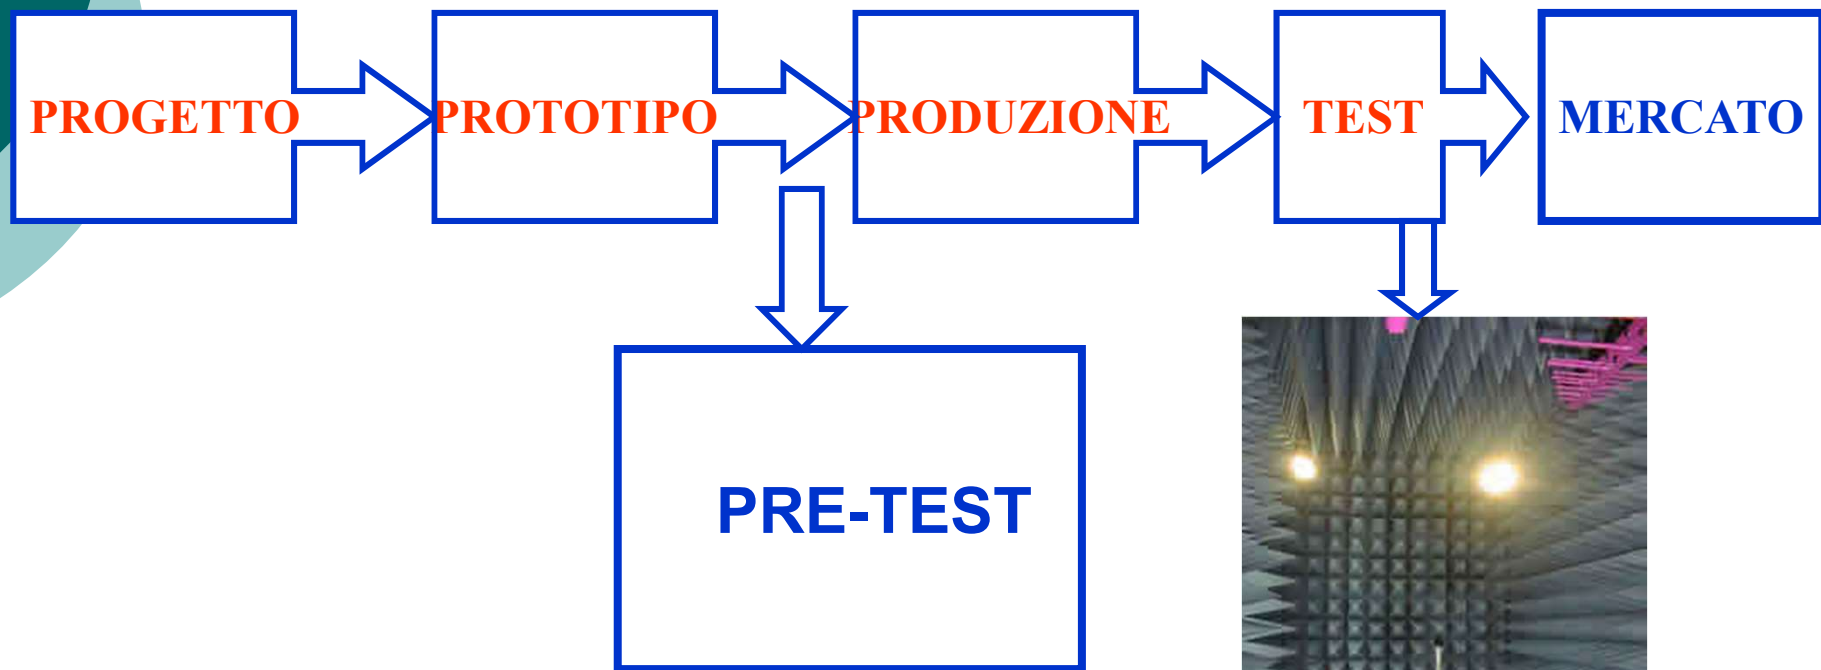 PROGETTO
PROTOTIPO
PRODUZIONE
TEST
MERCATO
PRE-TEST